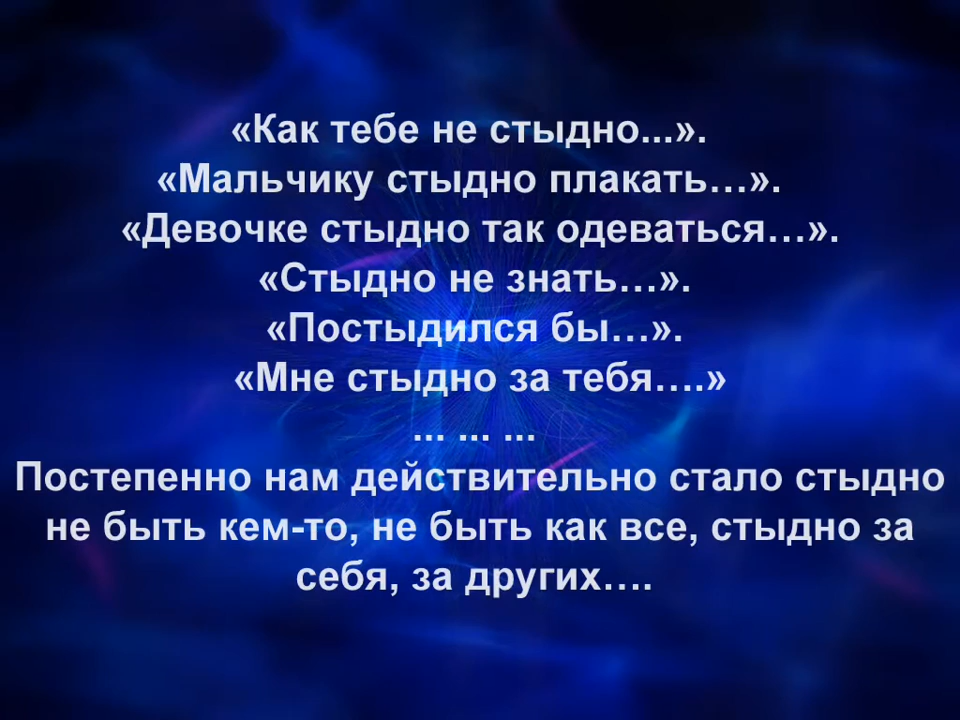 «Как тебе не стыдно...».
«Мальчику стыдно плакать…».
«Девочке стыдно так одеваться…».
«Стыдно не знать…».
«Постыдился бы…».
«Мне стыдно за тебя….»
... ... ...
Постепенно нам действительно стало стыдно
не быть кем-то, не быть как все, стыдно за
себя, за других….